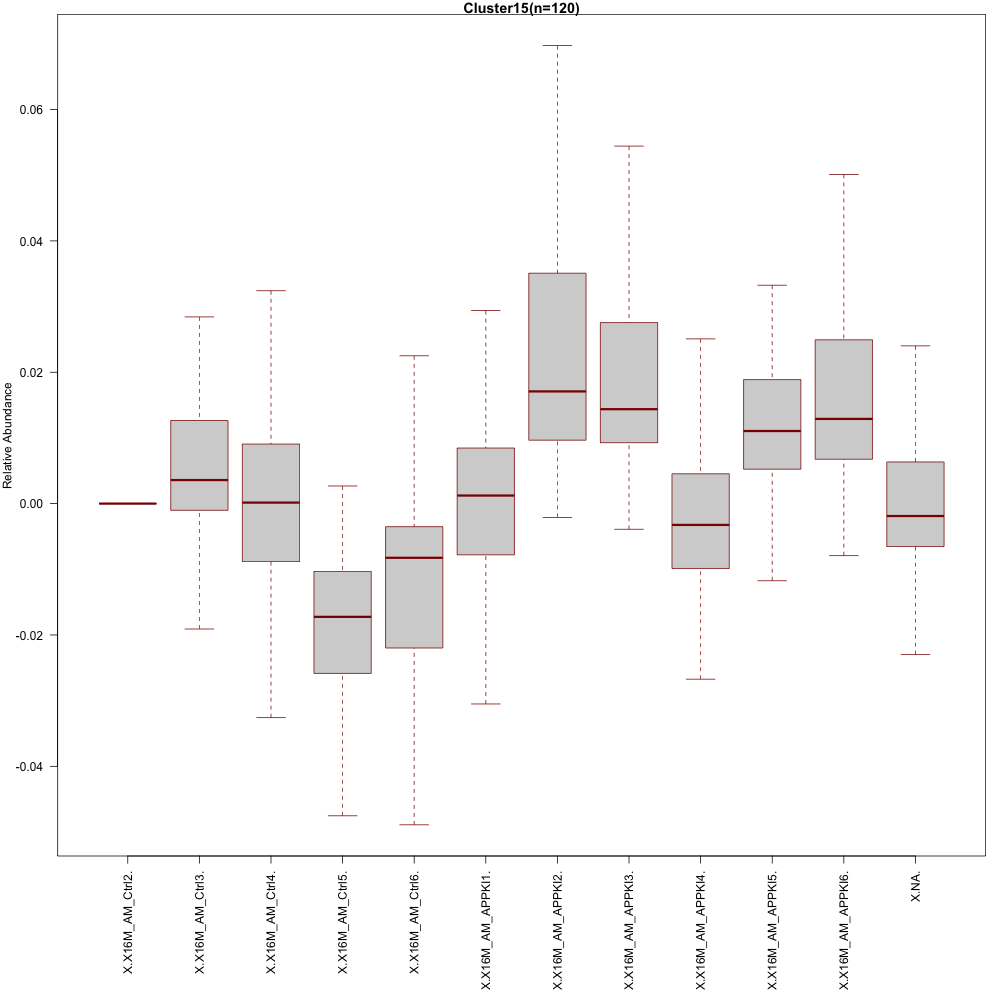 Cluster15(n=120)
Relative Abundance
0.06
0.04
0.02
0.00
-0.02
-0.04
X.X16M_AM_Ctrl2.
X.X16M_AM_Ctrl3.
X.X16M_AM_Ctrl4.
X.X16M_AM_Ctrl5.
X.X16M_AM_Ctrl6.
X.X16M_AM_APPKI1.
X.X16M_AM_APPKI2.
X.X16M_AM_APPKI3.
X.X16M_AM_APPKI4.
X.X16M_AM_APPKI5.
X.X16M_AM_APPKI6.
X.NA.